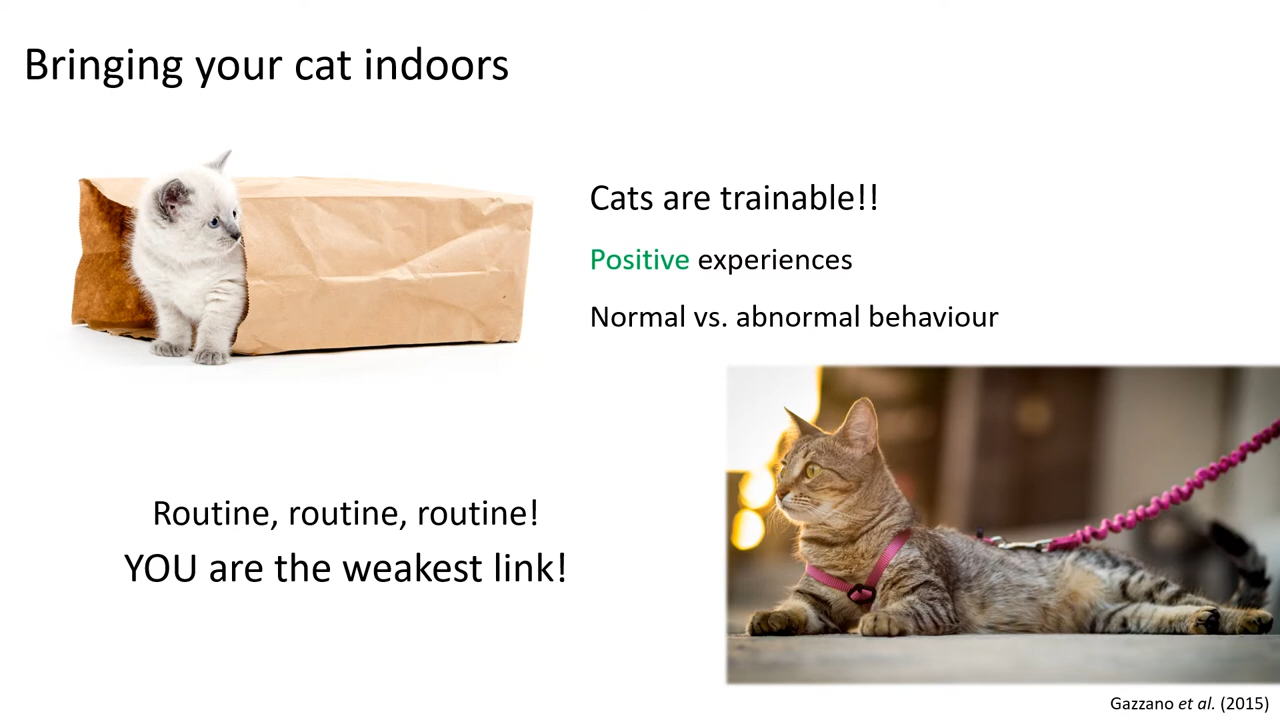 Bringing your cat indoors
Cats are trainable!!
Positive experiences
Normal vs. abnormal behaviour
Routine, routine, routine!
YOU are the weakest link!
Gazzano et al. (2015)